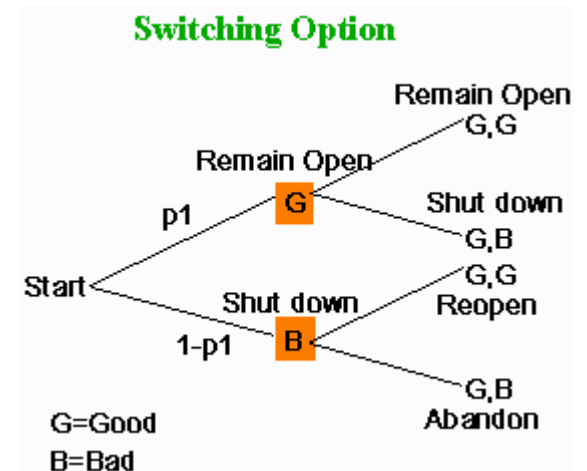 Switching Option
Remain Open
G,G
Remain Open
G
p1
Shut down
G,B
Start
G,G
Reopen
Shut down
B
1-p1
G,B
Abandon
G=Good
B=Bad